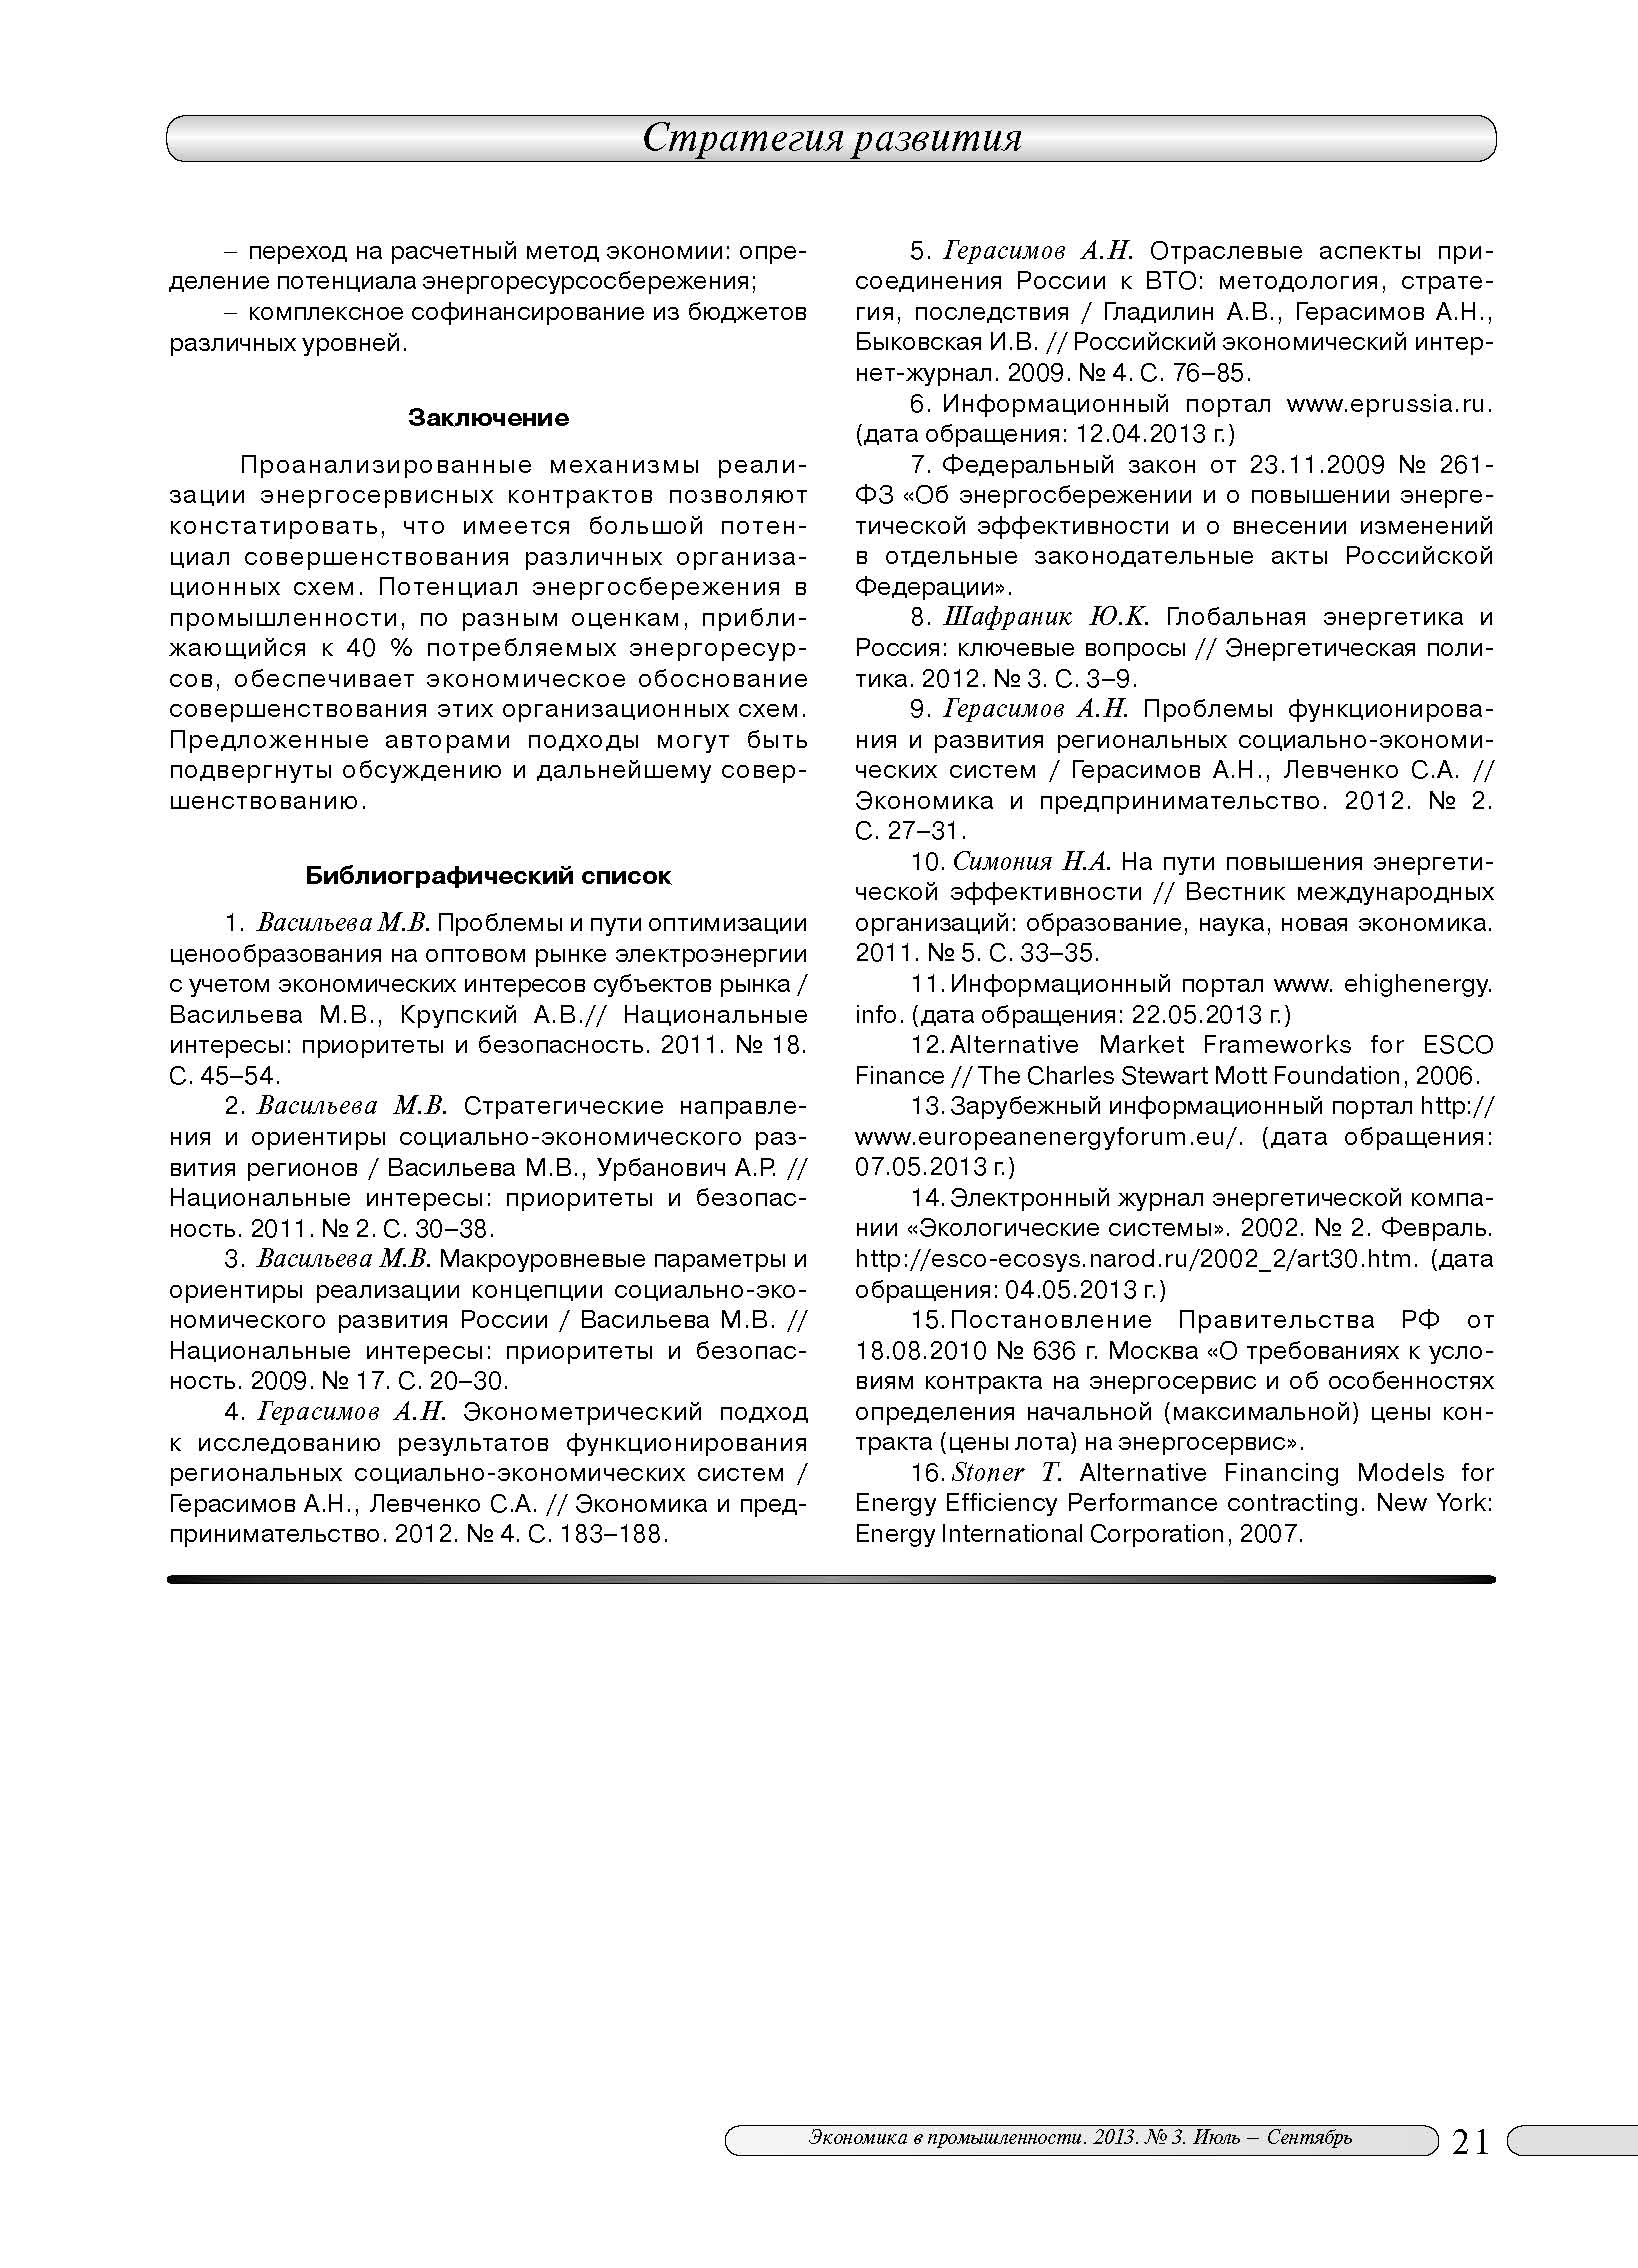 Стратегия развития
– переход на расчетный метод экономии: опре-
деление потенциала энергоресурсосбережения;
– комплексное софинансирование из бюджетов
различных уровней.
Заключение
Проанализированные механизмы реали-
зации энергосервисных контрактов позволяют
констатировать, что имеется большой потен-
циал совершенствования различных организа-
ционных схем. Потенциал энергосбережения в
промышленности, по разным оценкам, прибли-
жающийся к 40 % потребляемых энергоресур-
сов, обеспечивает экономическое обоснование
совершенствования этих организационных схем.
Предложенные авторами подходы могут быть
подвергнуты обсуждению и дальнейшему совер-
шенствованию.
Библиографический список
1. Васильева М.В. Проблемы и пути оптимизации
ценообразования на оптовом рынке электроэнергии
с учетом экономических интересов субъектов рынка /
Васильева М.В., Крупский А.В.// Национальные
интересы: приоритеты и безопасность. 2011. № 18.
С. 45–54.
2. Васильева М.В. Стратегические направле-
ния и ориентиры социально-экономического раз-
вития регионов / Васильева М.В., Урбанович А.Р. //
Национальные интересы: приоритеты и безопас-
ность. 2011. № 2. С. 30–38.
3. Васильева М.В. Макроуровневые параметры и
ориентиры реализации концепции социально-эко-
номического развития России / Васильева М.В. //
Национальные интересы: приоритеты и безопас-
ность. 2009. № 17. С. 20–30.
4. Герасимов А.Н. Эконометрический подход
к исследованию результатов функционирования
региональных социально-экономических систем /
Герасимов А.Н., Левченко С.А. // Экономика и пред-
принимательство. 2012. № 4. С. 183–188.
5. Герасимов А.Н. Отраслевые аспекты при-
соединения России к ВТО: методология, страте-
гия, последствия / Гладилин А.В., Герасимов А.Н.,
Быковская И.В. // Российский экономический интер-
нет-журнал. 2009. № 4. С. 76–85.
6. Информационный портал www.eprussia.ru.
(дата обращения: 12.04.2013 г.)
7. Федеральный закон от 23.11.2009 № 261-
ФЗ «Об энергосбережении и о повышении энерге-
тической эффективности и о внесении изменений
в отдельные законодательные акты Российской
Федерации».
8. Шафраник Ю.К. Глобальная энергетика и
Россия: ключевые вопросы // Энергетическая поли-
тика. 2012. № 3. С. 3–9.
9. Герасимов А.Н. Проблемы функционирова-
ния и развития региональных социально-экономи-
ческих систем / Герасимов А.Н., Левченко С.А. //
Экономика и предпринимательство. 2012. № 2.
С. 27–31.
10. Симония Н.А. На пути повышения энергети-
ческой эффективности // Вестник международных
организаций: образование, наука, новая экономика.
2011. № 5. С. 33–35.
11. Информационный портал www. ehighenergy.
info. (дата обращения: 22.05.2013 г.)
12. Alternative Market Frameworks for ESCO
Finance // The Charles Stewart Mott Foundation, 2006.
13. Зарубежный информационный портал http://
www.europeanenergyforum.eu/. (дата обращения:
07.05.2013 г.)
14. Электронный журнал энергетической компа-
нии «Экологические системы». 2002. № 2. Февраль.
http://esco-ecosys.narod.ru/2002_2/art30.htm. (дата
обращения: 04.05.2013 г.)
15. Постановление Правительства РФ от
18.08.2010 № 636 г. Москва «О требованиях к усло-
виям контракта на энергосервис и об особенностях
определения начальной (максимальной) цены кон-
тракта (цены лота) на энергосервис».
16. Stoner T. Alternative Financing Models for
Energy Efficiency Performance contracting. New York:
Energy International Corporation, 2007.
Экономика в промышленности. 2013. № 3. Июль – Сентябрь 21